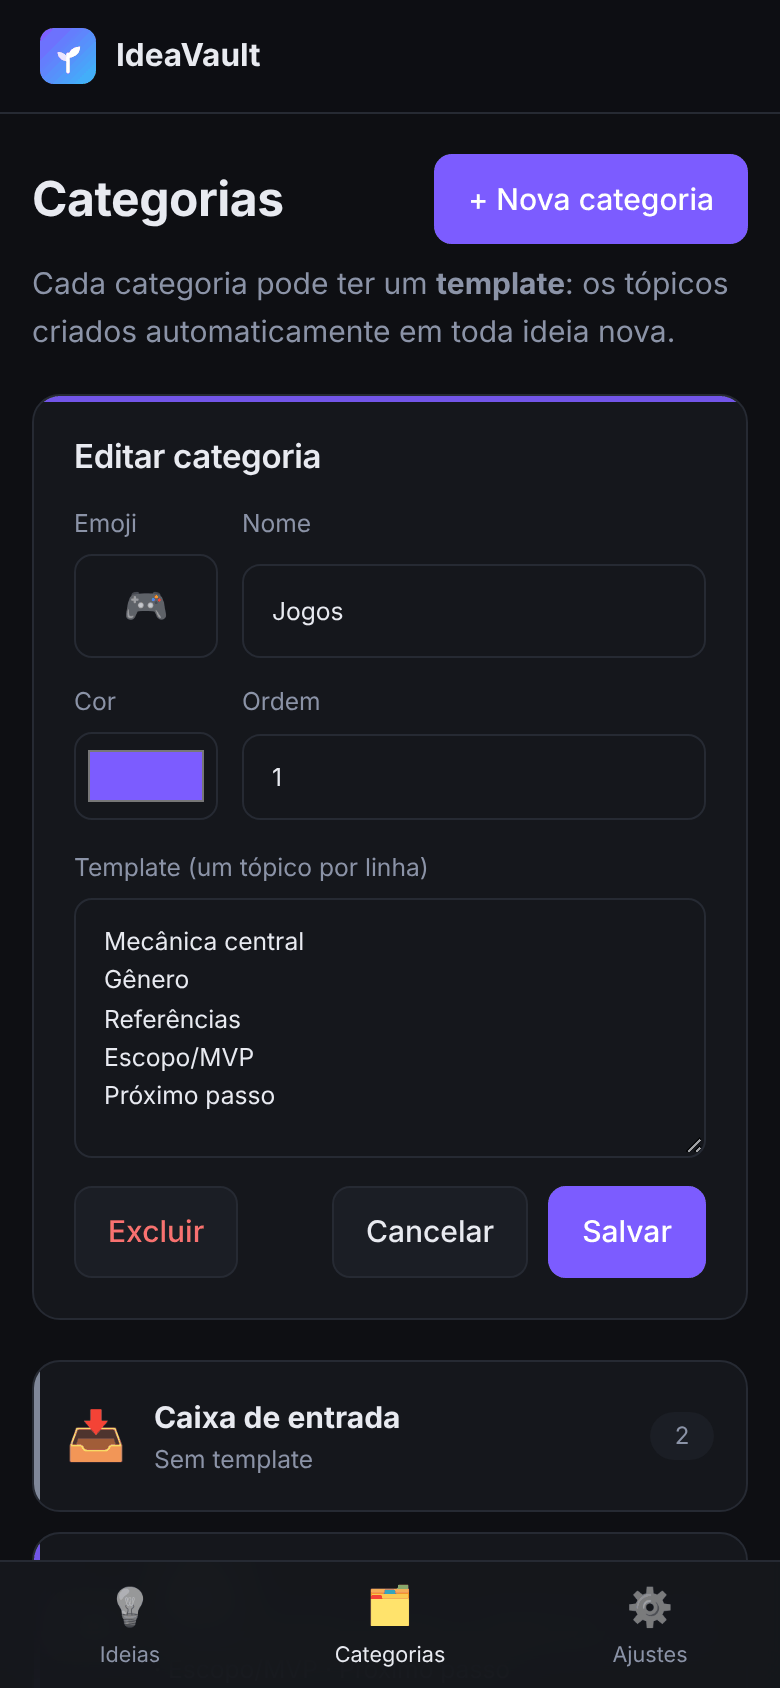 IdeaVault
Categorias
+ Nova categoria
Cada categoria pode ter um template: os tópicos
criados automaticamente em toda ideia nova.
Editar categoria
Emoji
Nome
Jogos
Cor
Ordem
1
Template (um tópico por linha)
Mecânica central
Gênero
Referências
Escopo/MVP
Próximo passo
Excluir
Cancelar
Salvar
Caixa de entrada
Sem template
2
Ideias
Categorias
Ajustes